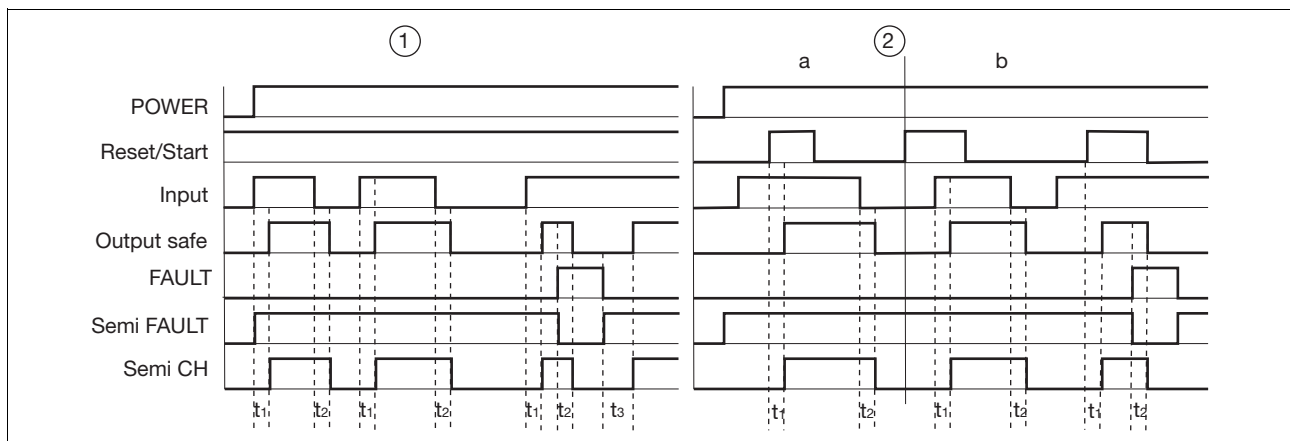 1
2
a
b
POWER
Reset/Start
Input
Output safe
FAULT
Semi FAULT
Semi CH
t1 t2 t1 t2 t1 t2 t3 t1 t2 t1 t2 t1 t2